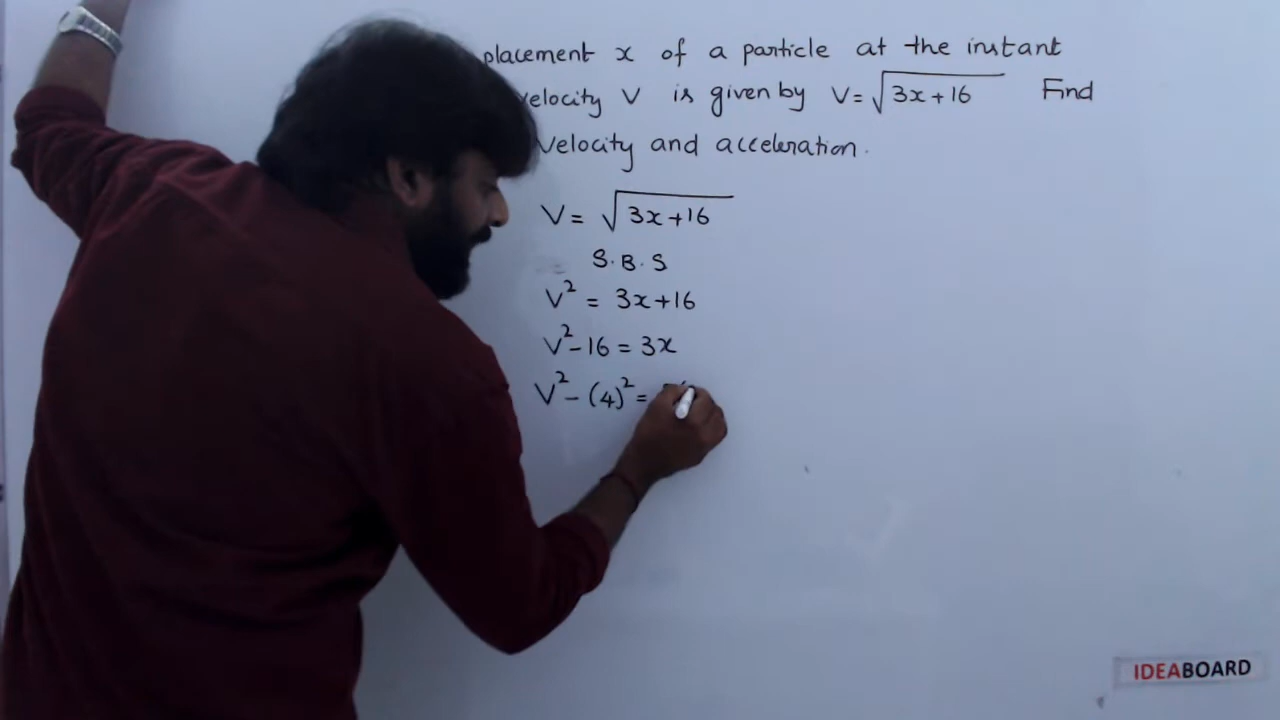 placement x of a particle at the instant
velocity V is given by V=√3x+16 Find
Velocity and acceleration.
V = √3x+16
S.B.S
V² = 3x+16
V²-16 = 3x
V² - (4)² =
IDEABOARD